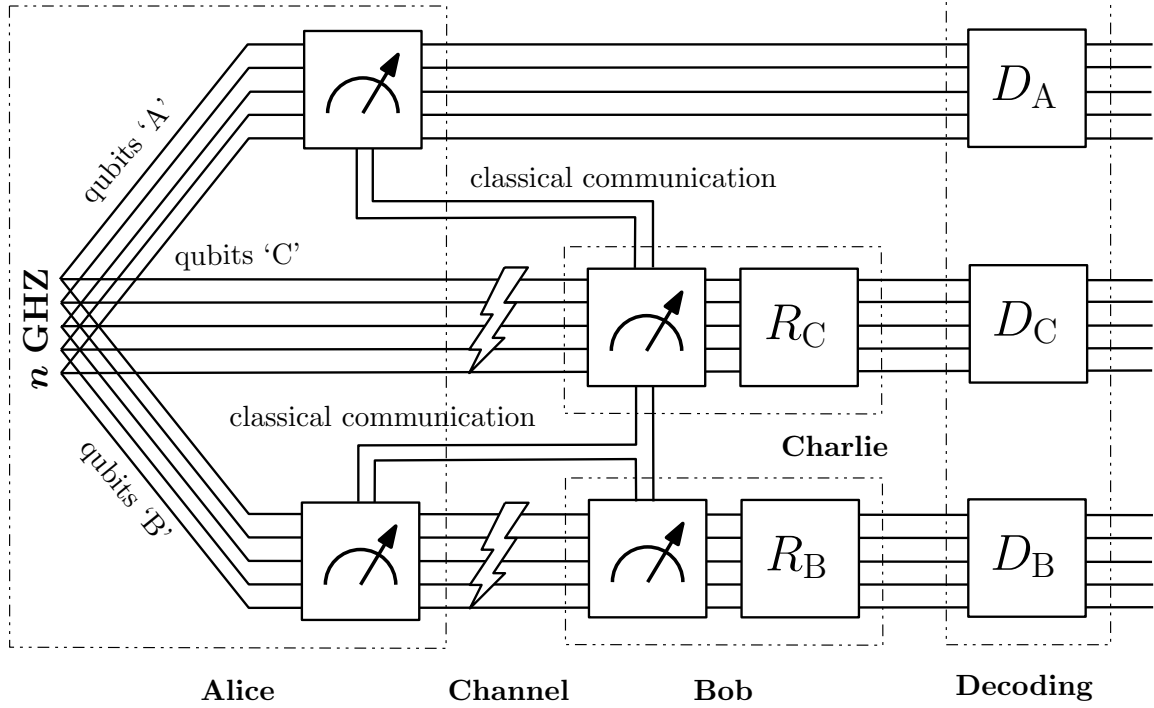 qubits ‘A’
D_A
classical communication
qubits ‘C’
n GHZ
R_C
D_C
classical communication
Charlie
qubits ‘B’
R_B
D_B
Alice
Channel
Bob
Decoding